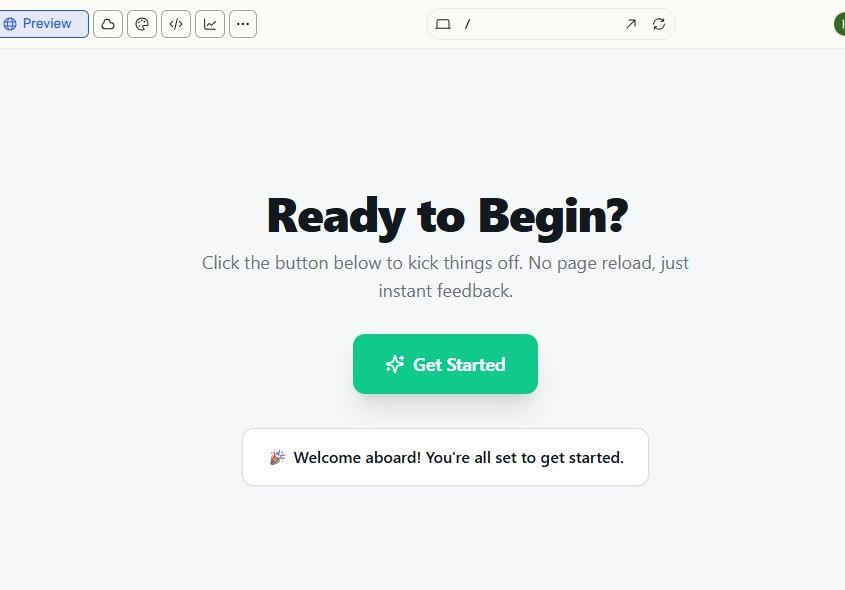 Preview
/
Ready to Begin?
Click the button below to kick things off. No page reload, just
instant feedback.
Get Started
🎉 Welcome aboard! You're all set to get started.